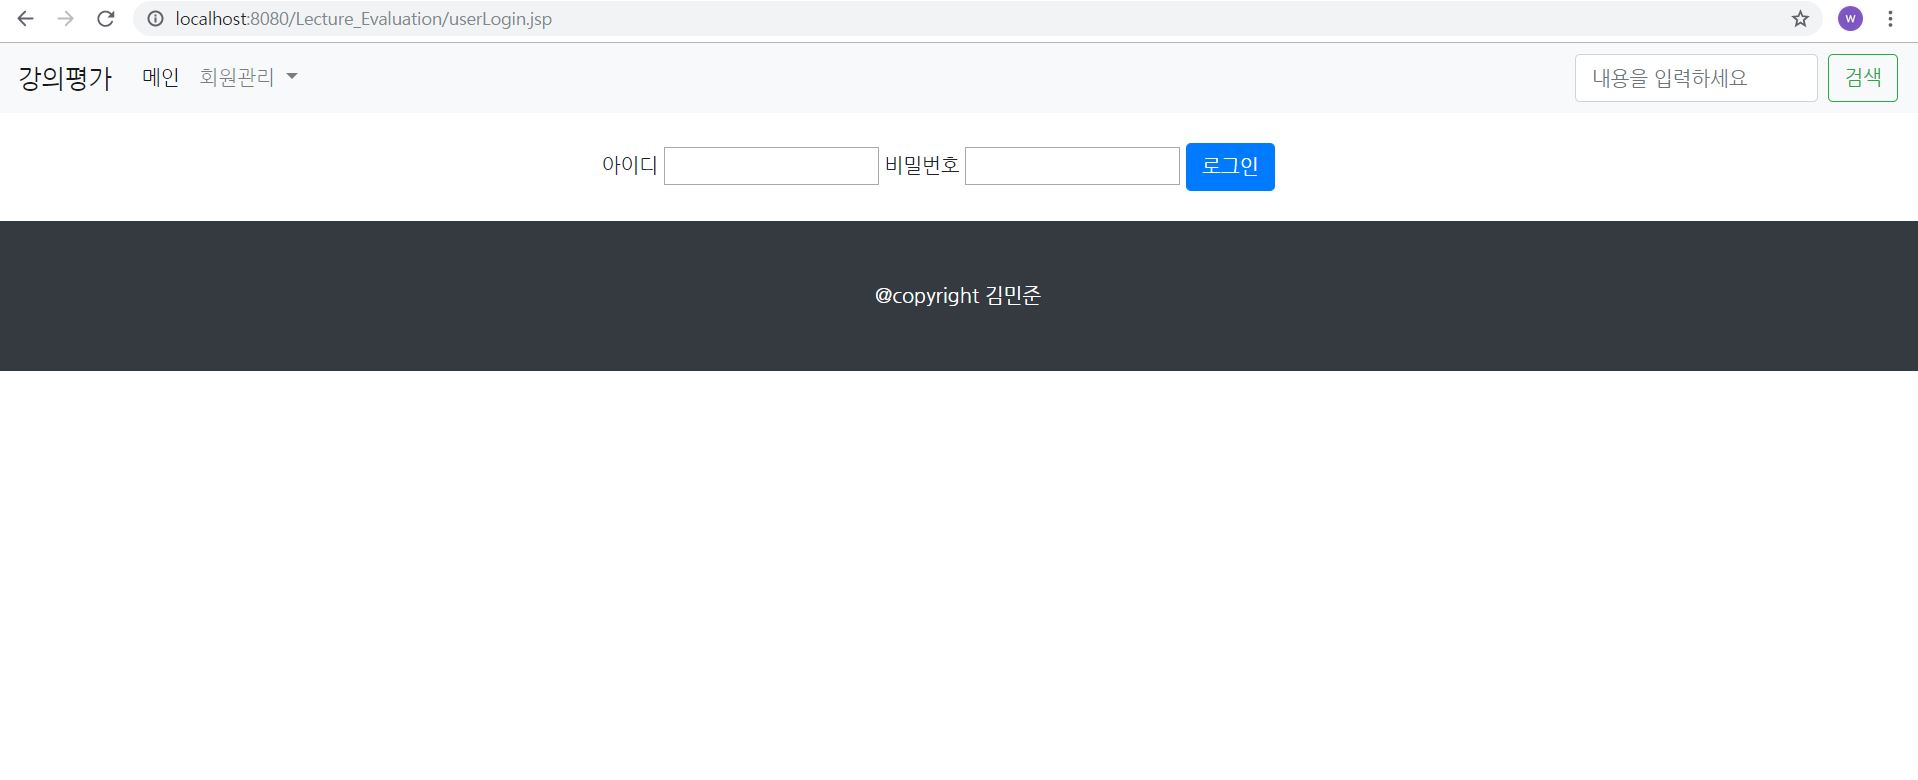 localhost:8080/Lecture_Evaluation/userLogin.jsp
W
강의평가 메인 회원관리 내용을 입력하세요 검색
아이디 비밀번호 로그인
@copyright 김민준